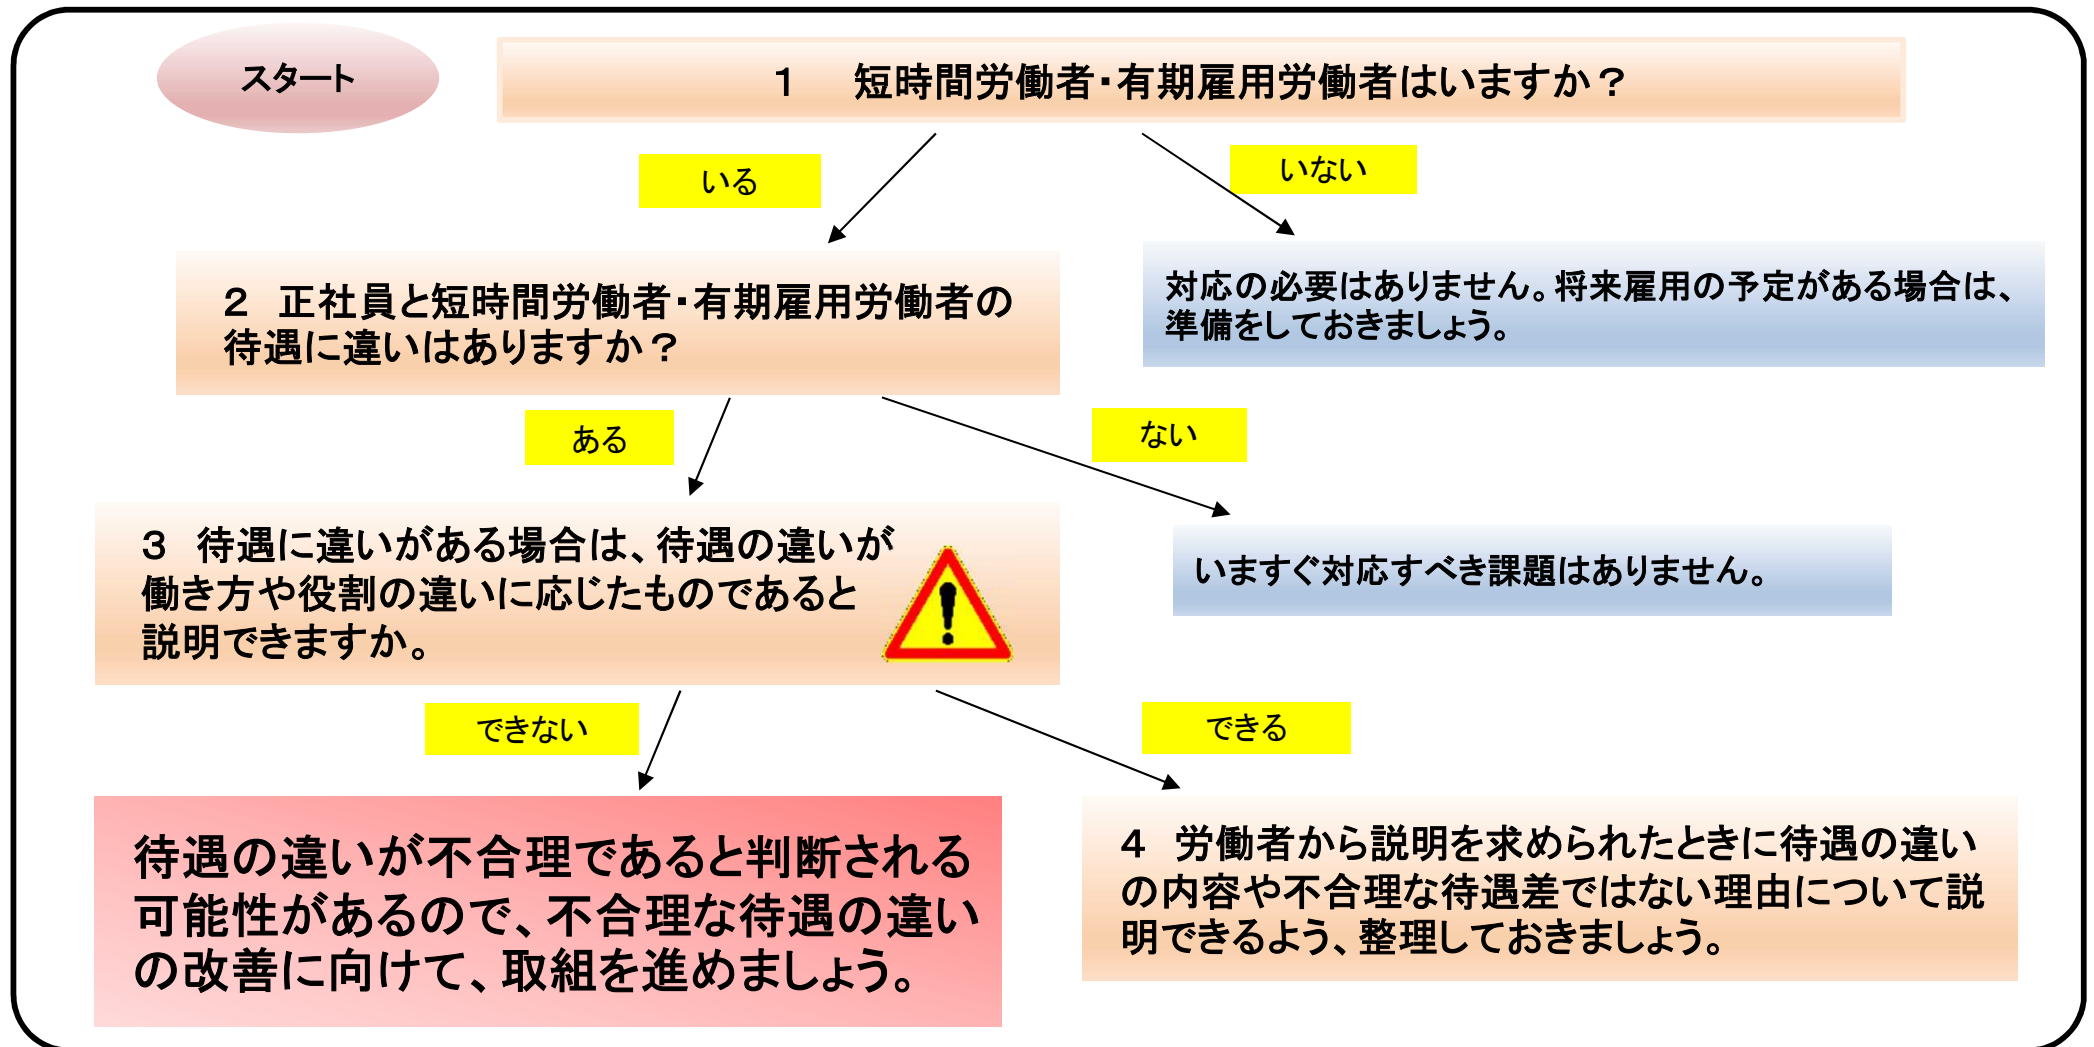 スタート
１　短時間労働者・有期雇用労働者はいますか？
いる
いない
２　正社員と短時間労働者・有期雇用労働者の
待遇に違いはありますか？
対応の必要はありません。将来雇用の予定がある場合は、
準備をしておきましょう。
ある
ない
３　待遇に違いがある場合は、待遇の違いが
働き方や役割の違いに応じたものであると
説明できますか。
いますぐ対応すべき課題はありません。
できない
できる
待遇の違いが不合理であると判断される
可能性があるので、不合理な待遇の違い
の改善に向けて、取組を進めましょう。
４　労働者から説明を求められたときに待遇の違い
の内容や不合理な待遇差ではない理由について説
明できるよう、整理しておきましょう。